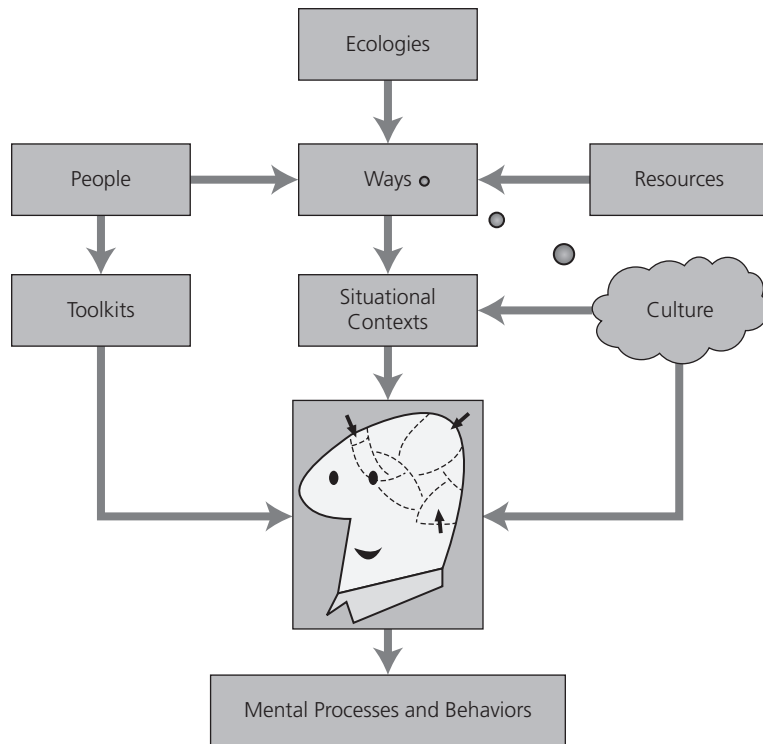 Ecologies
People
Ways
Resources
Toolkits
Situational
Contexts
Culture
Mental Processes and Behaviors